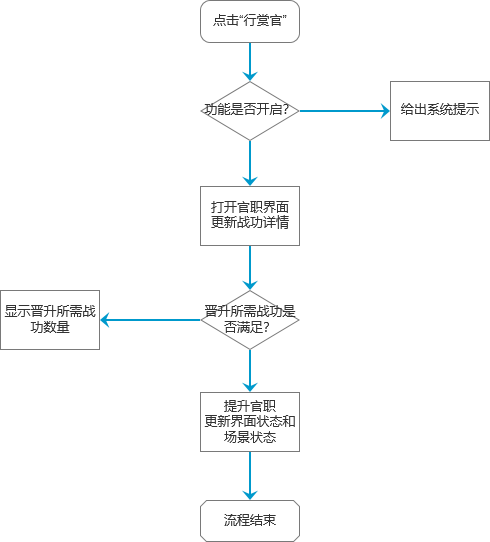 点击“行赏官”
功能是否开启？
给出系统提示
打开官职界面
更新战功详情
晋升所需战功是
否满足？
显示晋升所需战
功数量
提升官职
更新界面状态和
场景状态
流程结束